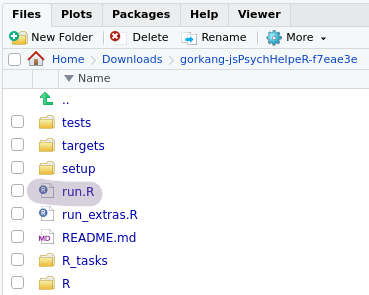 Files Plots Packages Help Viewer
New Folder Delete Rename More
Home Downloads gorkang-jsPsychHelpeR-f7eae3e
Name
..
tests
targets
setup
run.R
run_extras.R
README.md
R_tasks
R